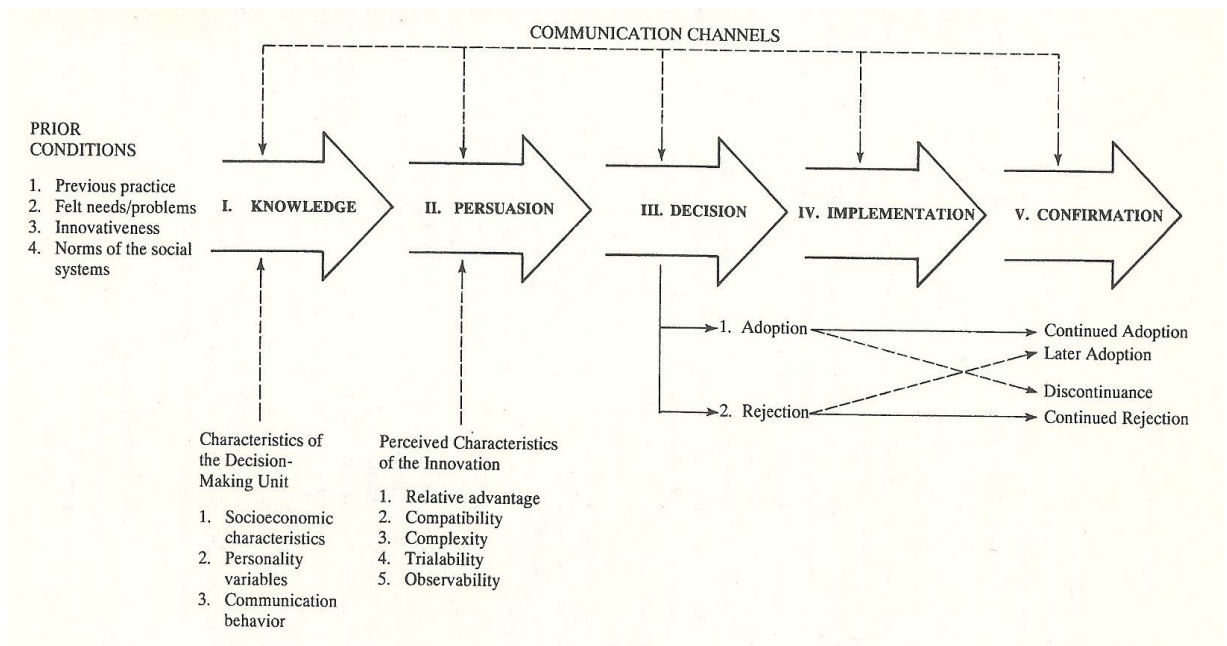 COMMUNICATION CHANNELS
PRIOR
CONDITIONS
1. Previous practice
2. Felt needs/problems
3. Innovativeness
4. Norms of the social
systems
I. KNOWLEDGE
II. PERSUASION
III. DECISION
IV. IMPLEMENTATION
V. CONFIRMATION
1. Adoption
2. Rejection
Continued Adoption
Later Adoption
Discontinuance
Continued Rejection
Characteristics of
the Decision-
Making Unit
1. Socioeconomic
characteristics
2. Personality
variables
3. Communication
behavior
Perceived Characteristics
of the Innovation
1. Relative advantage
2. Compatibility
3. Complexity
4. Trialability
5. Observability